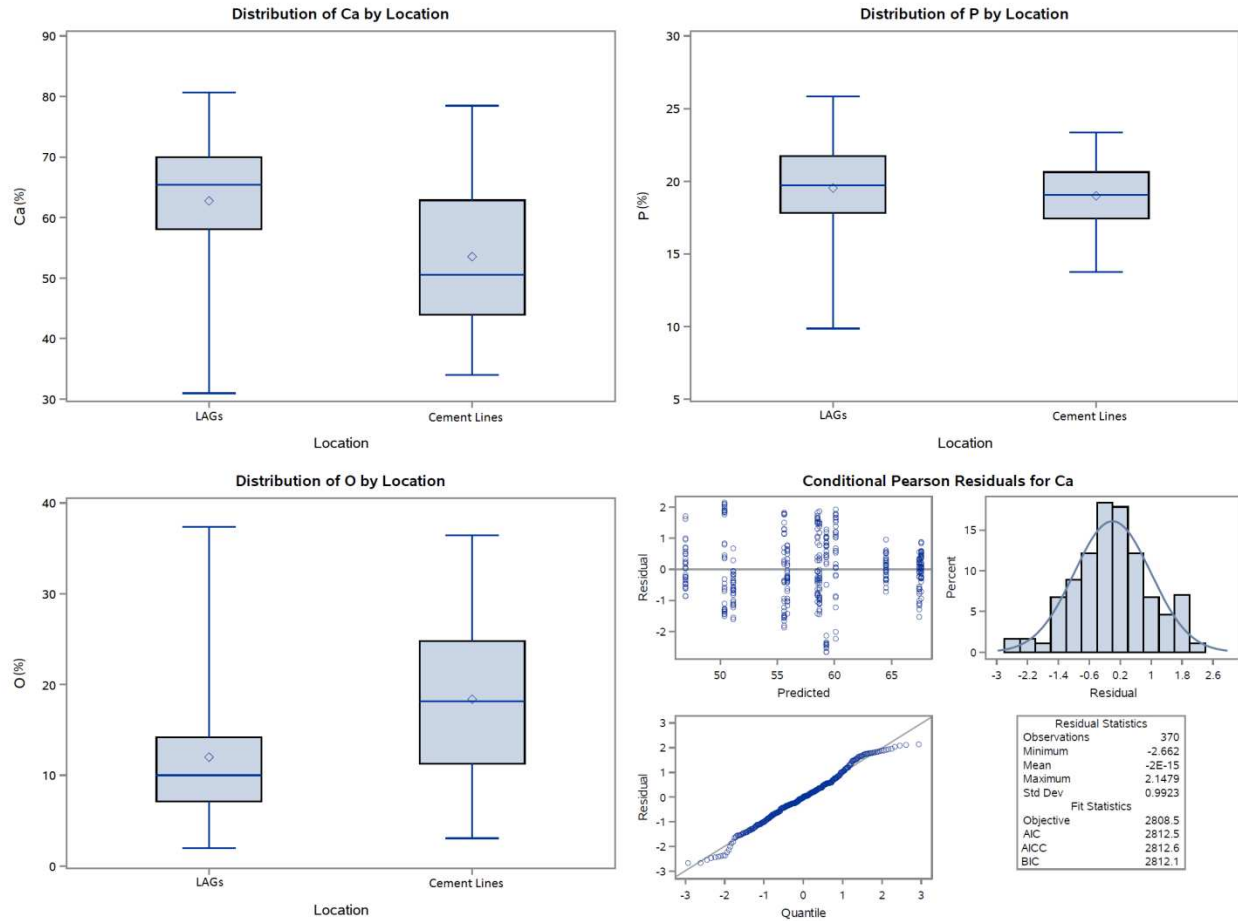 Distribution of Ca by Location
90
80
70
60
50
40
30
Ca (%)
LAGs
Cement Lines
Location
Distribution of P by Location
30
25
20
15
10
5
P (%)
LAGs
Cement Lines
Location
Distribution of O by Location
40
30
20
10
0
O (%)
LAGs
Cement Lines
Location
Conditional Pearson Residuals for Ca
2
1
0
-1
-2
Residual
50 55 60 65
Predicted
15
10
5
0
Percent
-3 -2.2 -1.4 -0.6 0.2 1 1.8 2.6
Residual
3
2
1
0
-1
-2
-3
Residual
-3 -2 -1 0 1 2 3
Quantile
Residual Statistics
Observations 370
Minimum -2.662
Mean -2E-15
Maximum 2.1479
Std Dev 0.9923
Fit Statistics
Objective 2808.5
AIC 2812.5
AICC 2812.6
BIC 2812.1